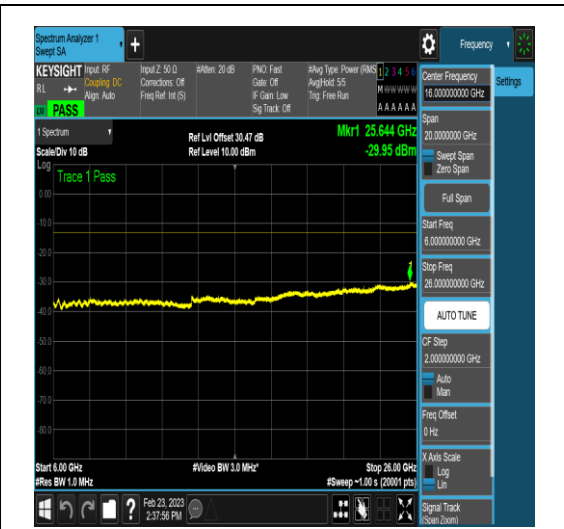 Spectrum Analyzer 1
Swept SA
Frequency
KEYSIGHT
RL
PASS
Input: RF
Coupling: DC
Align: Auto
Input Z: 50 Ω
Corrections: Off
Freq Ref: Int (S)
#Atten: 20 dB
PNO: Fast
Gate: Off
IF Gain: Low
Sig Track: Off
#Avg Type: Power (RMS
Avg|Hold: 5/5
Trig: Free Run
1 2 3 4 5 6
M W W W W W
A A A A A A
1 Spectrum
Scale/Div 10 dB
Ref Lvl Offset 30.47 dB
Ref Level 10.00 dBm
Mkr1 25.644 GHz
-29.95 dBm
Log
Trace 1 Pass
0.00
-10.0
-20.0
-30.0
-40.0
-50.0
-60.0
-70.0
-80.0
1
Start 6.00 GHz
#Res BW 1.0 MHz
#Video BW 3.0 MHz*
Stop 26.00 GHz
#Sweep ~1.00 s (20001 pts)
Feb 23, 2023
2:37:56 PM
Center Frequency
16.000000000 GHz
Settings
Span
20.0000000 GHz
Swept Span
Zero Span
Full Span
Start Freq
6.000000000 GHz
Stop Freq
26.000000000 GHz
AUTO TUNE
CF Step
2.000000000 GHz
Auto
Man
Freq Offset
0 Hz
X Axis Scale
Log
Lin
Signal Track
(Span Zoom)